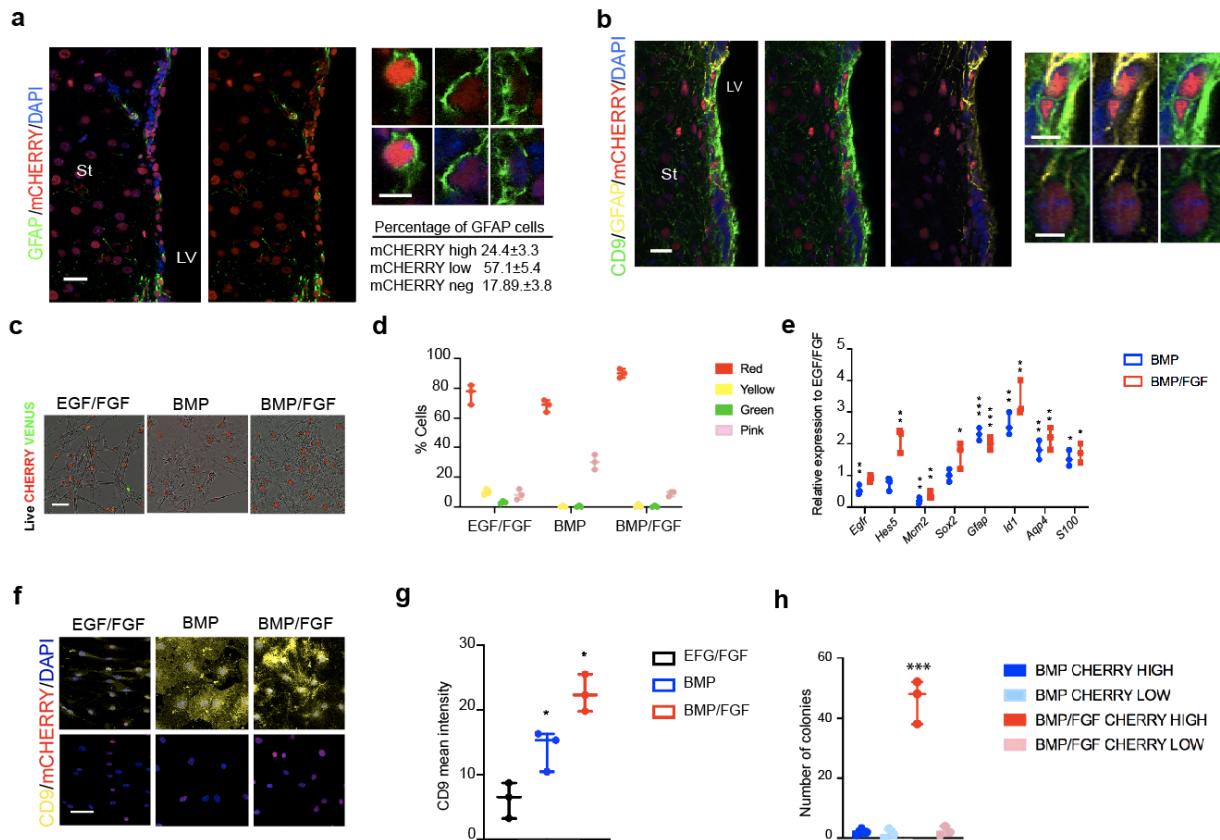 a
GFAP/mCHERRY/DAPI
St
LV
Percentage of GFAP cells
mCHERRY high 24.4±3.3
mCHERRY low 57.1±5.4
mCHERRY neg 17.89.±3.8
b
CD9/GFAP/mCHERRY/DAPI
LV
St
c
Live CHERRY VENUS
EGF/FGF
BMP
BMP/FGF
d
% Cells
100
80
60
40
20
0
EGF/FGF
BMP
BMP/FGF
Red
Yellow
Green
Pink
e
Relative expression to EGF/FGF
5
4
3
2
1
0
**
**
**
**
*
***
***
**
**
**
**
*
*
Egfr
Hes5
Mcm2
Sox2
Gfap
Id1
Aqp4
S100
BMP
BMP/FGF
f
CD9/mCHERRY/DAPI
EGF/FGF
BMP
BMP/FGF
g
CD9 mean intensity
30
20
10
0
*
*
EFG/FGF
BMP
BMP/FGF
h
Number of colonies
60
40
20
0
***
BMP CHERRY HIGH
BMP CHERRY LOW
BMP/FGF CHERRY HIGH
BMP/FGF CHERRY LOW